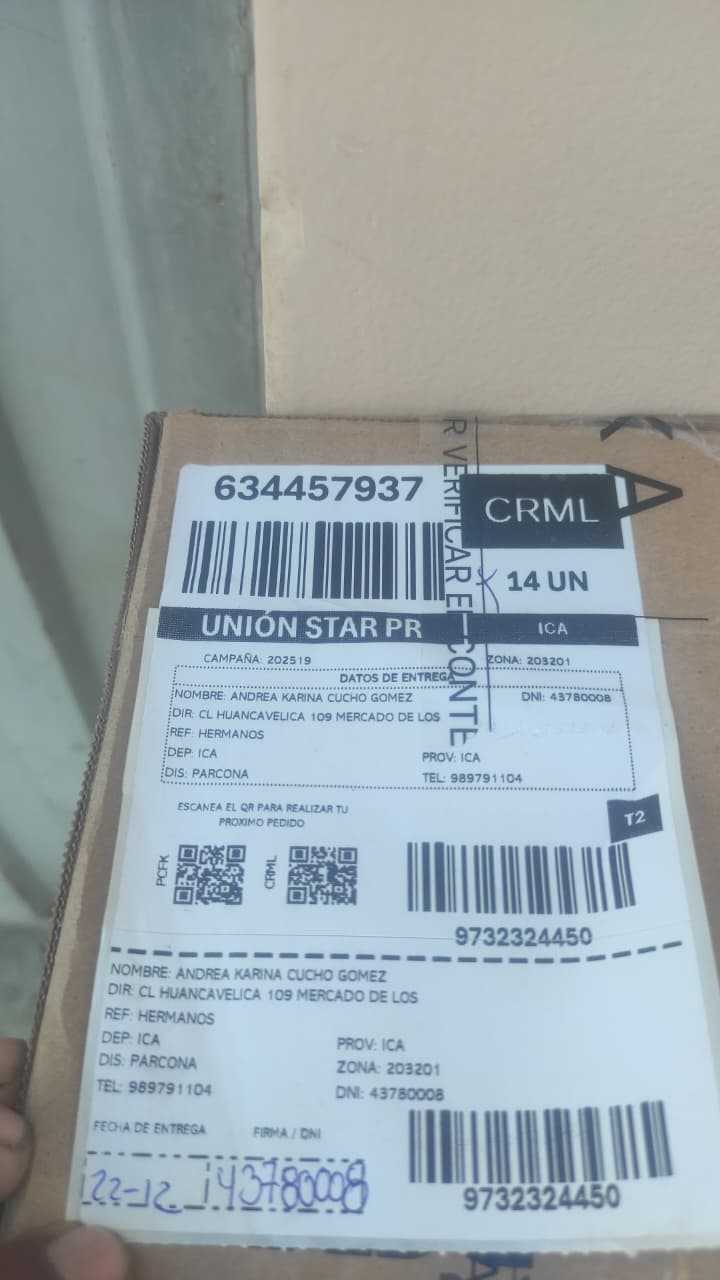 634457937
CRML
14 UN
UNIÓN STAR PR
ICA
CAMPAÑA: 202519
ZONA: 203201
DATOS DE ENTREGA
NOMBRE: ANDREA KARINA CUCHO GOMEZ
DNI: 43780008
DIR: CL HUANCAVELICA 109 MERCADO DE LOS
REF: HERMANOS
DEP: ICA
PROV: ICA
DIS: PARCONA
TEL: 989791104
R VERIFICAR EL CONTE
ESCANEA EL QR PARA REALIZAR TU
PROXIMO PEDIDO
T2
PCFK
CRML
9732324450
NOMBRE: ANDREA KARINA CUCHO GOMEZ
DIR: CL HUANCAVELICA 109 MERCADO DE LOS
REF: HERMANOS
DEP: ICA
PROV: ICA
DIS: PARCONA
ZONA: 203201
TEL: 989791104
DNI: 43780008
FECHA DE ENTREGA
FIRMA / DNI
22-12
43780008
9732324450